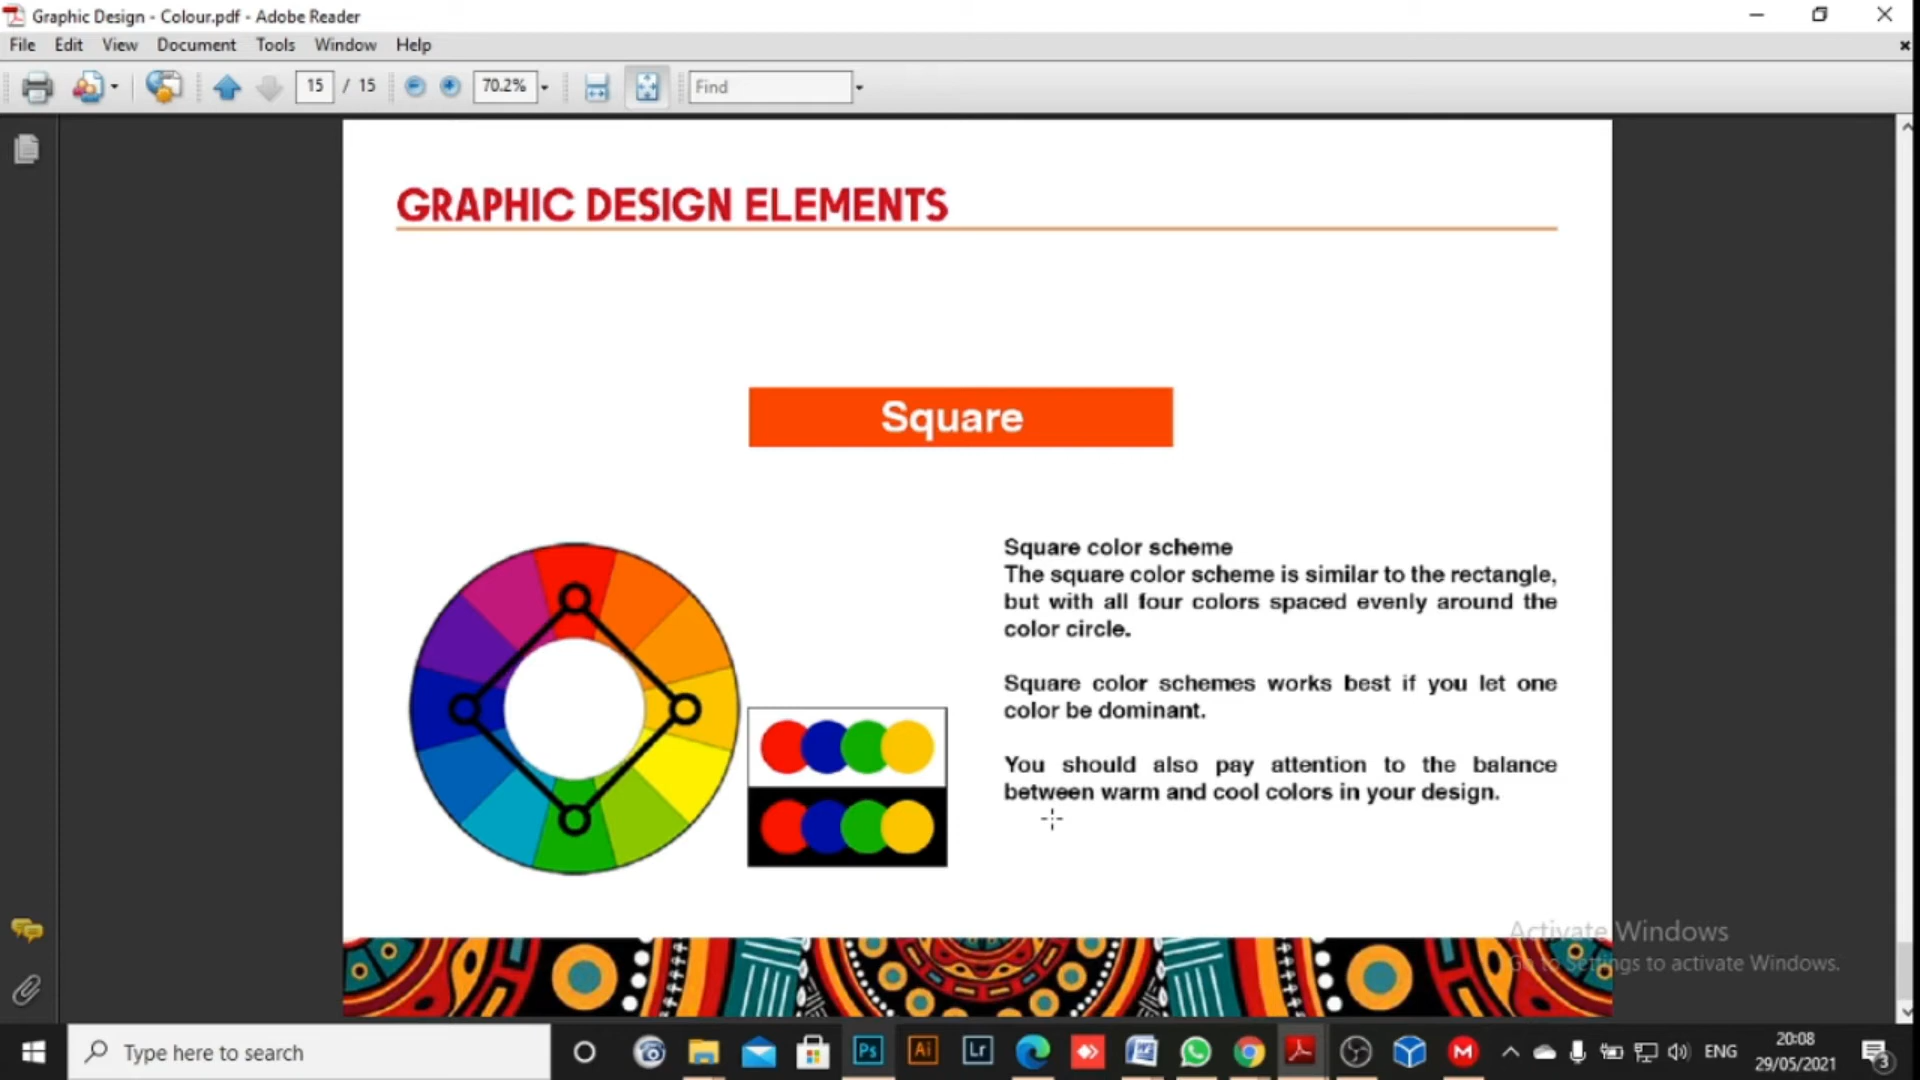 Graphic Design - Colour.pdf - Adobe Reader
File Edit View Document Tools Window Help
15 / 15 70.2% Find
GRAPHIC DESIGN ELEMENTS
Square
Square color scheme
The square color scheme is similar to the rectangle,
but with all four colors spaced evenly around the
color circle.
Square color schemes works best if you let one
color be dominant.
You should also pay attention to the balance
between warm and cool colors in your design.
Activate Windows
Go to Settings to activate Windows.
Type here to search
Ps Ai Lr
ENG
20:08
29/05/2021
3